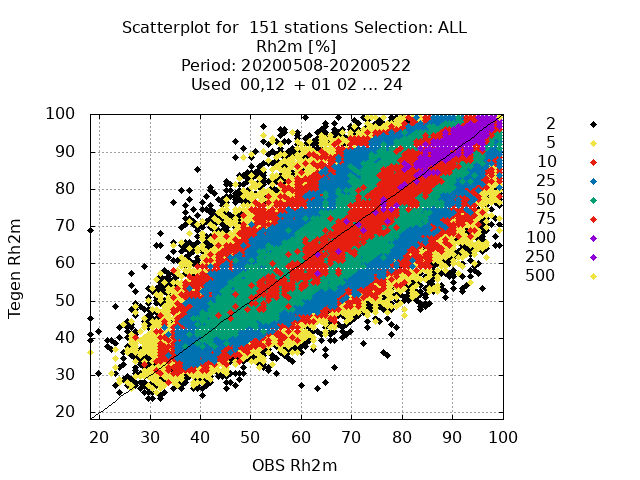 Scatterplot for 151 stations Selection: ALL
Rh2m [%]
Period: 20200508-20200522
Used 00,12 + 01 02 ... 24
100
90
80
70
60
50
40
30
20
Tegen Rh2m
20 30 40 50 60 70 80 90 100
OBS Rh2m
2
5
10
25
50
75
100
250
500